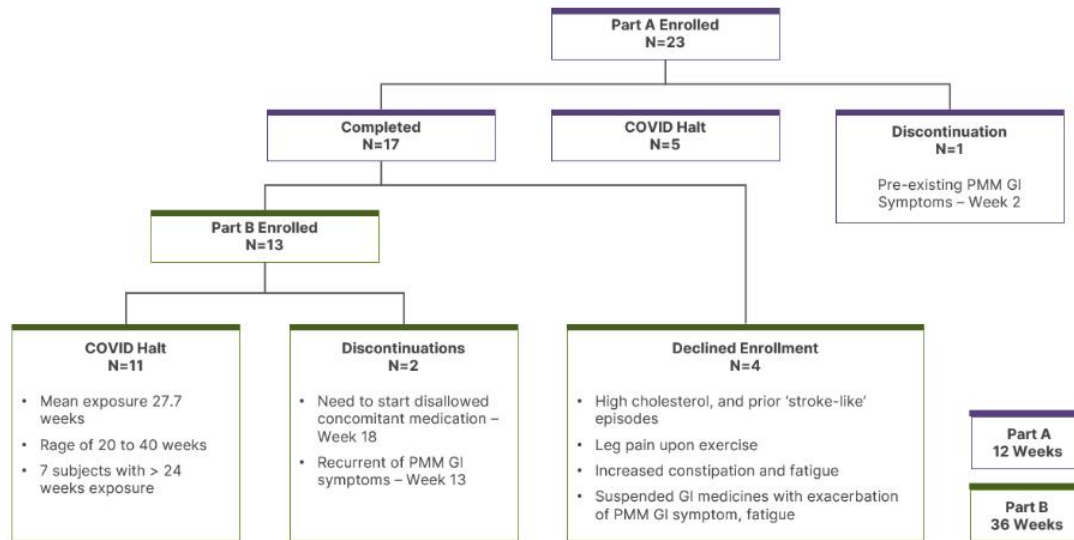 Part A Enrolled
N=23
Completed
N=17
COVID Halt
N=5
Discontinuation
N=1
Pre-existing PMM GI
Symptoms – Week 2
Part B Enrolled
N=13
COVID Halt
N=11
• Mean exposure 27.7
weeks
• Rage of 20 to 40 weeks
• 7 subjects with > 24
weeks exposure
Discontinuations
N=2
• Need to start disallowed
concomitant medication –
Week 18
• Recurrent of PMM GI
symptoms – Week 13
Declined Enrollment
N=4
• High cholesterol, and prior ‘stroke-like’
episodes
• Leg pain upon exercise
• Increased constipation and fatigue
• Suspended GI medicines with exacerbation
of PMM GI symptom, fatigue
Part A
12 Weeks
Part B
36 Weeks